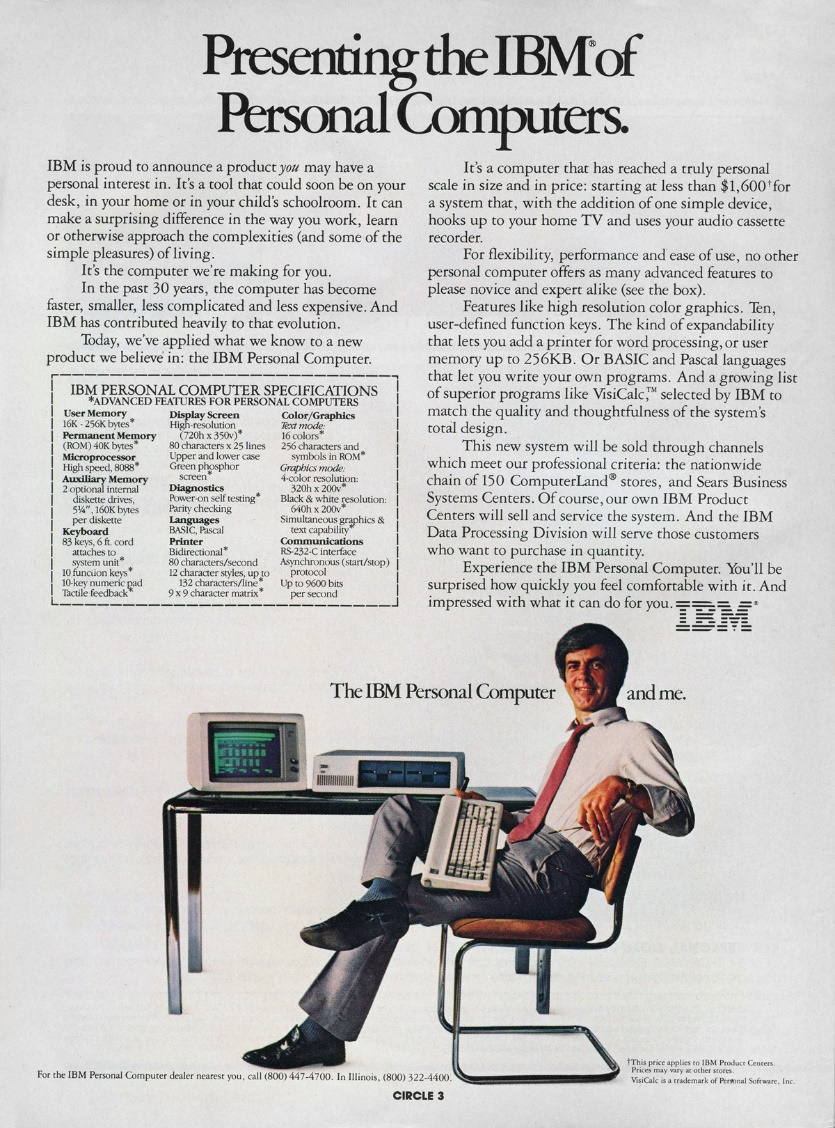 Presenting the IBM® of
Personal Computers.
IBM is proud to announce a product you may have a
personal interest in. It's a tool that could soon be on your
desk, in your home or in your child's schoolroom. It can
make a surprising difference in the way you work, learn
or otherwise approach the complexities (and some of the
simple pleasures) of living.
It's the computer we're making for you.
In the past 30 years, the computer has become
faster, smaller, less complicated and less expensive. And
IBM has contributed heavily to that evolution.
Today, we've applied what we know to a new
product we believe in: the IBM Personal Computer.
IBM PERSONAL COMPUTER SPECIFICATIONS
*ADVANCED FEATURES FOR PERSONAL COMPUTERS
User Memory
16K - 256K bytes*
Permanent Memory
(ROM) 40K bytes*
Microprocessor
High speed, 8088*
Auxiliary Memory
2 optional internal
diskette drives,
5¼", 160K bytes
per diskette
Keyboard
83 keys, 6 ft. cord
attaches to
system unit*
10 function keys*
10-key numeric pad
Tactile feedback*
Display Screen
High-resolution
(720h x 350v)*
80 characters x 25 lines
Upper and lower case
Green phosphor
screen*
Diagnostics
Power-on self testing*
Parity checking
Languages
BASIC, Pascal
Printer
Bidirectional*
80 characters/second
12 character styles, up to
132 characters/line*
9 x 9 character matrix*
Color/Graphics
Text mode:
16 colors*
256 characters and
symbols in ROM*
Graphics mode:
4-color resolution:
320h x 200v*
Black & white resolution:
640h x 200v*
Simultaneous graphics &
text capability*
Communications
RS-232-C interface
Asynchronous (start/stop)
protocol
Up to 9600 bits
per second
It's a computer that has reached a truly personal
scale in size and in price: starting at less than $1,600† for
a system that, with the addition of one simple device,
hooks up to your home TV and uses your audio cassette
recorder.
For flexibility, performance and ease of use, no other
personal computer offers as many advanced features to
please novice and expert alike (see the box).
Features like high resolution color graphics. Ten,
user-defined function keys. The kind of expandability
that lets you add a printer for word processing, or user
memory up to 256KB. Or BASIC and Pascal languages
that let you write your own programs. And a growing list
of superior programs like VisiCalc,™ selected by IBM to
match the quality and thoughtfulness of the system's
total design.
This new system will be sold through channels
which meet our professional criteria: the nationwide
chain of 150 ComputerLand® stores, and Sears Business
Systems Centers. Of course, our own IBM Product
Centers will sell and service the system. And the IBM
Data Processing Division will serve those customers
who want to purchase in quantity.
Experience the IBM Personal Computer. You'll be
surprised how quickly you feel comfortable with it. And
impressed with what it can do for you.
IBM®
The IBM Personal Computer and me.
†This price applies to IBM Product Centers.
Prices may vary at other stores.
VisiCalc is a trademark of Personal Software, Inc.
For the IBM Personal Computer dealer nearest you, call (800) 447-4700. In Illinois, (800) 322-4400.
CIRCLE 3